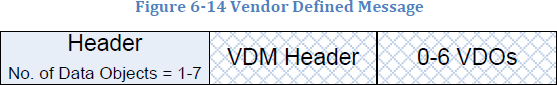 Figure 6-14 Vendor Defined Message
Header
No. of Data Objects = 1-7
VDM Header
0-6 VDOs